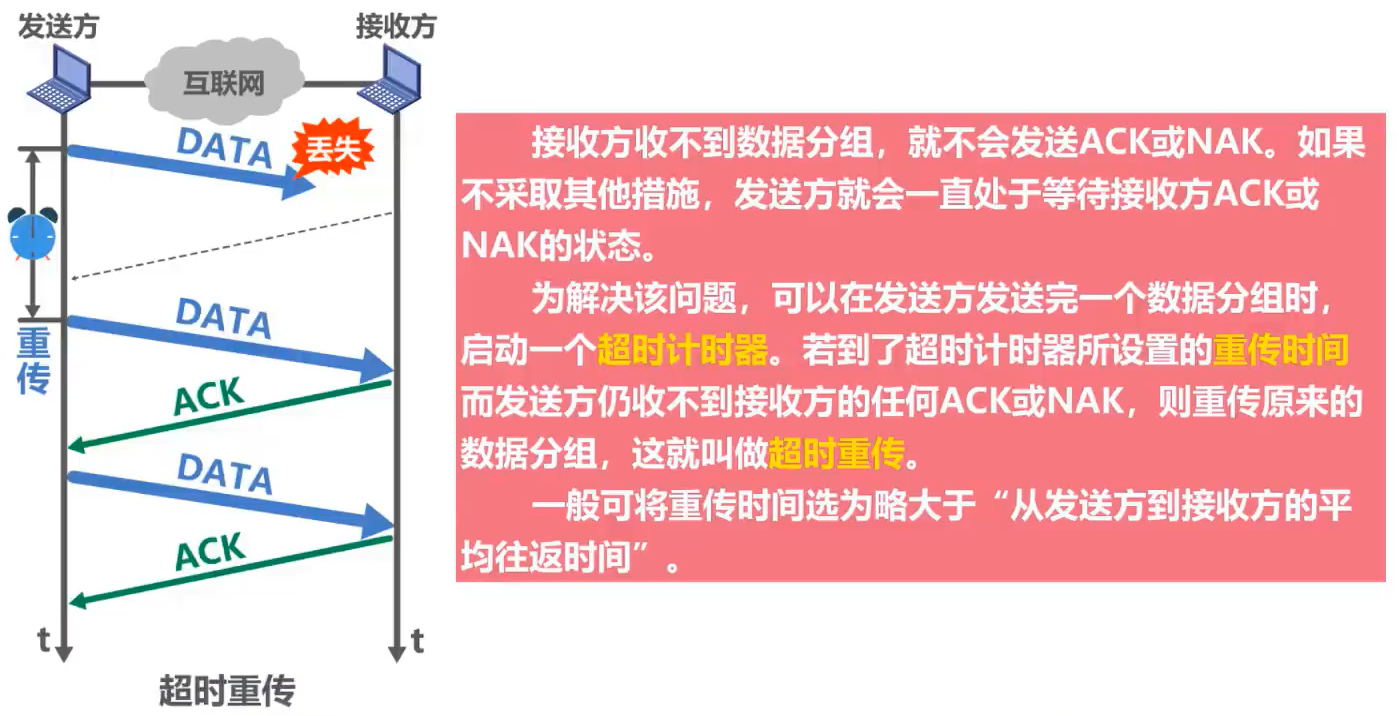 发送方
接收方
互联网
DATA
丢失
DATA
重传
ACK
DATA
ACK
t
t
超时重传
接收方收不到数据分组，就不会发送ACK或NAK。如果
不采取其他措施，发送方就会一直处于等待接收方ACK或
NAK的状态。
为解决该问题，可以在发送方发送完一个数据分组时，
启动一个超时计时器。若到了超时计时器所设置的重传时间
而发送方仍收不到接收方的任何ACK或NAK，则重传原来的
数据分组，这就叫做超时重传。
一般可将重传时间选为略大于“从发送方到接收方的平
均往返时间”。